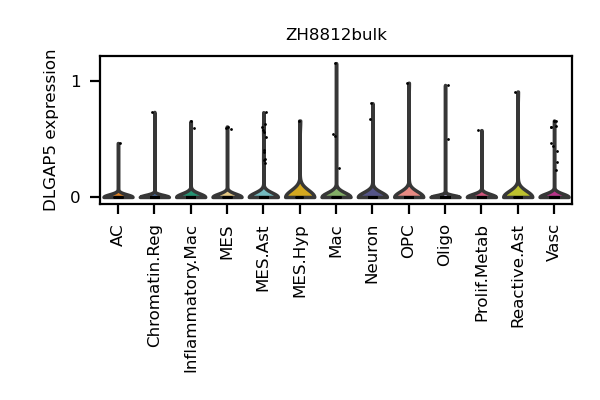 ZH8812bulk
DLGAP5 expression
1
0
AC
Chromatin.Reg
Inflammatory.Mac
MES
MES.Ast
MES.Hyp
Mac
Neuron
OPC
Oligo
Prolif.Metab
Reactive.Ast
Vasc